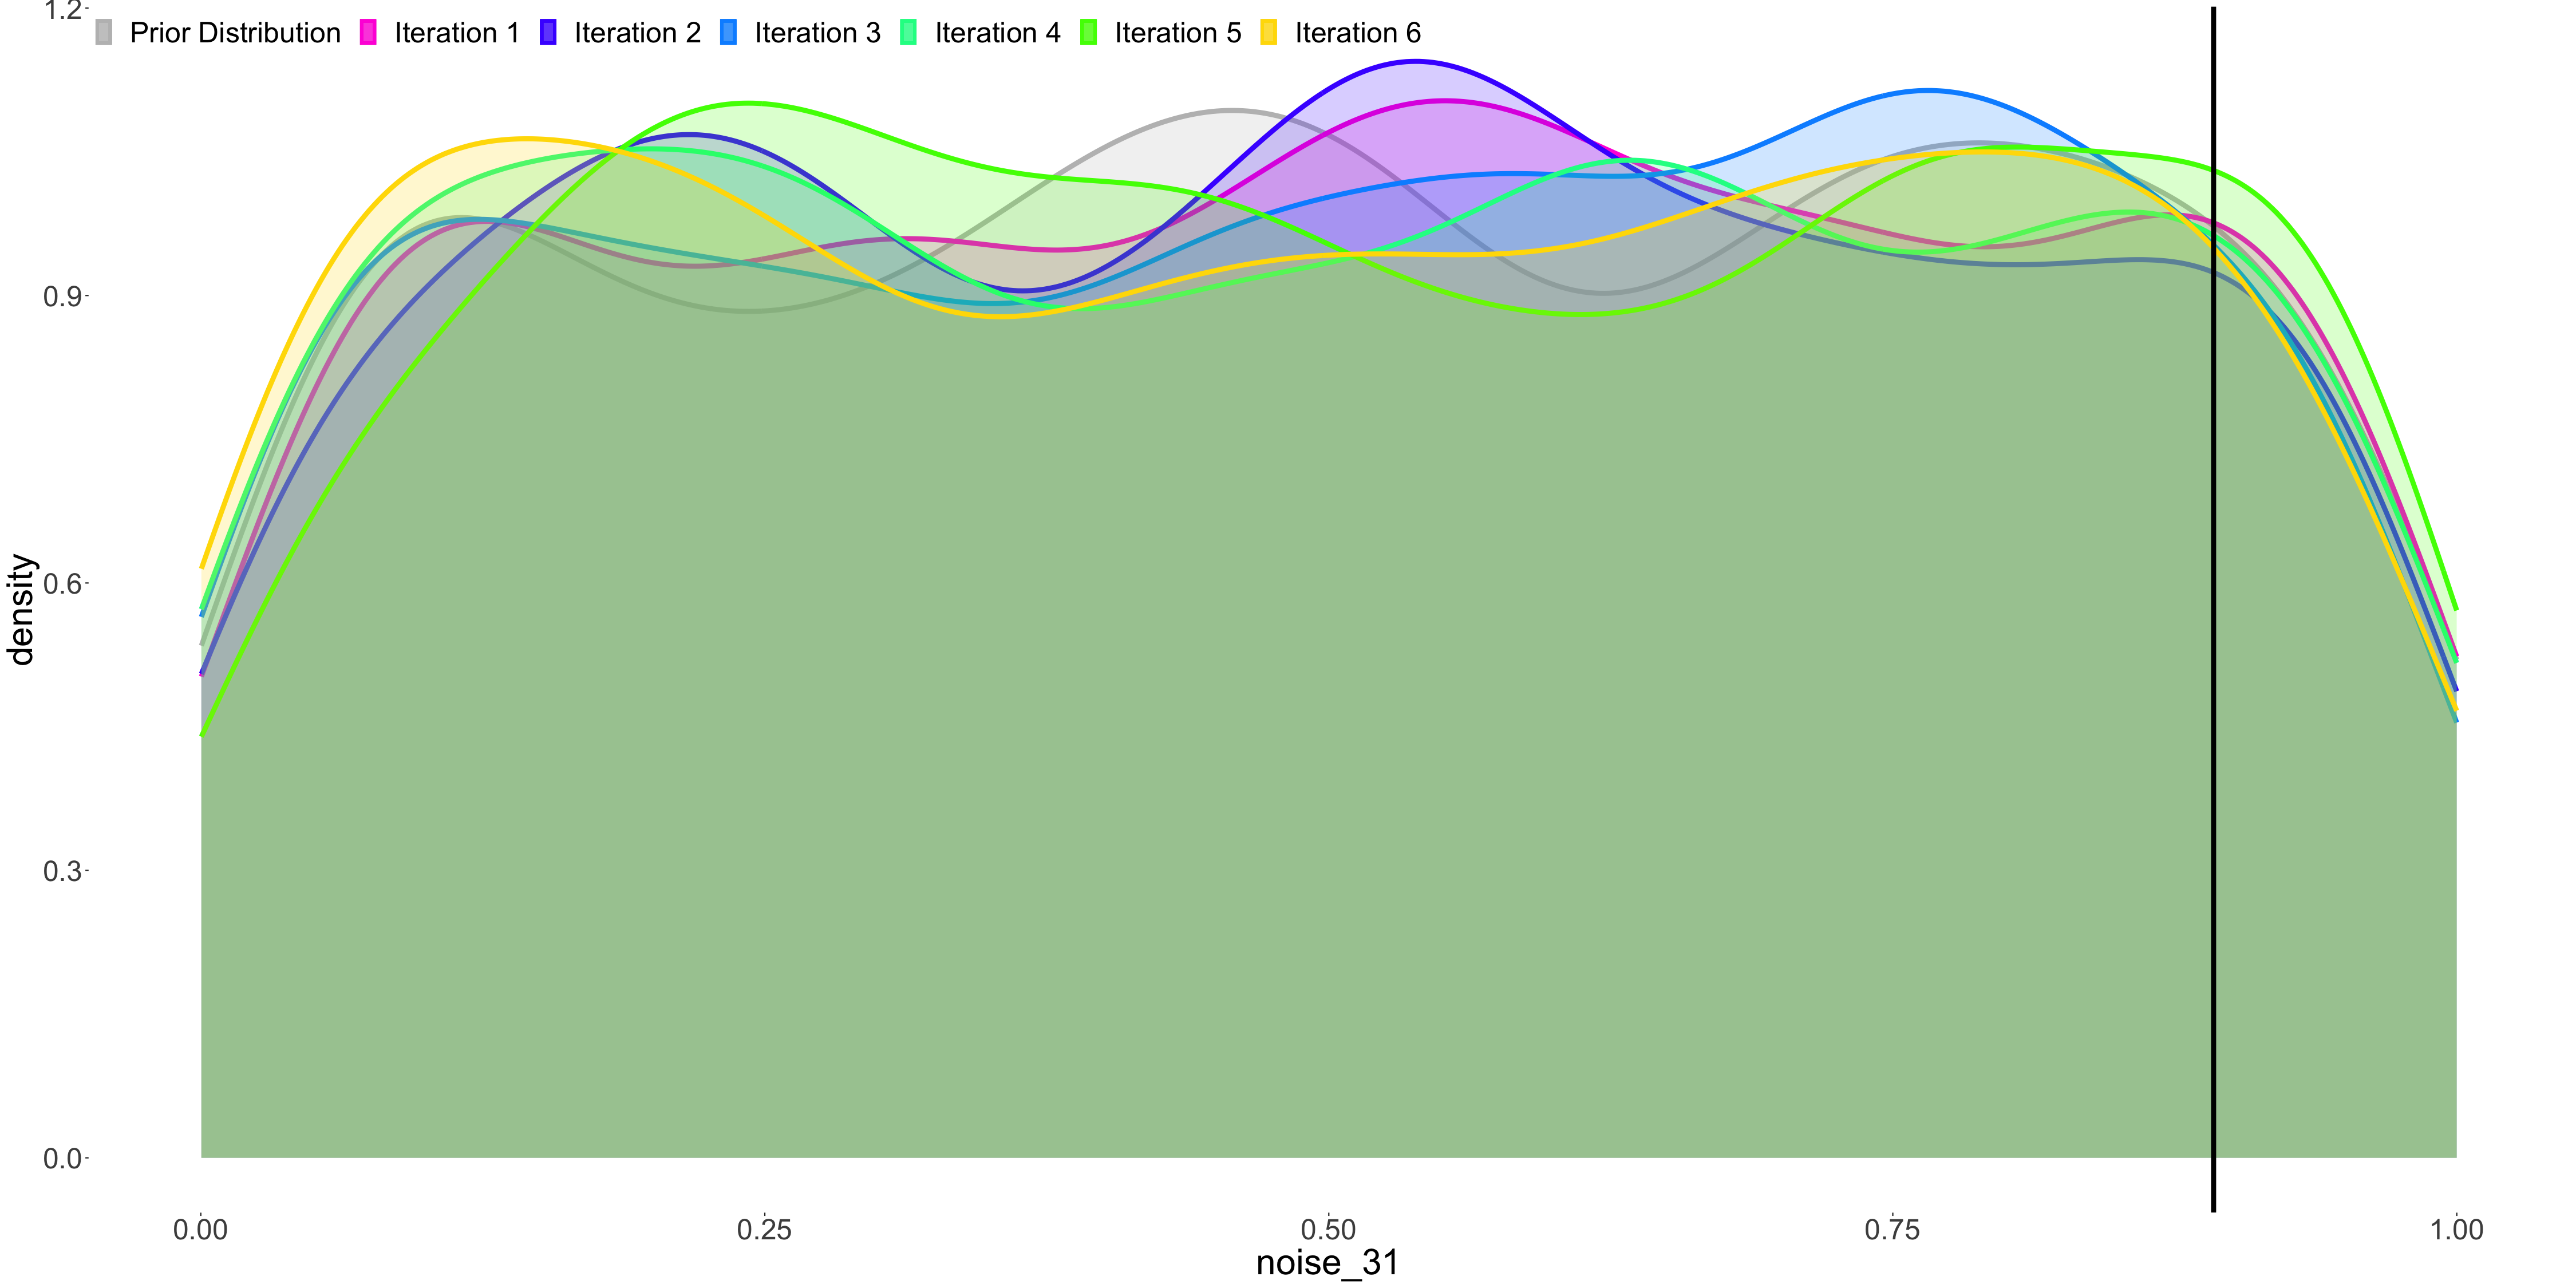 1.2
Prior Distribution Iteration 1 Iteration 2 Iteration 3 Iteration 4 Iteration 5 Iteration 6
0.9
0.6
density
0.3
0.0
0.00 0.25 0.50 0.75 1.00
noise_31